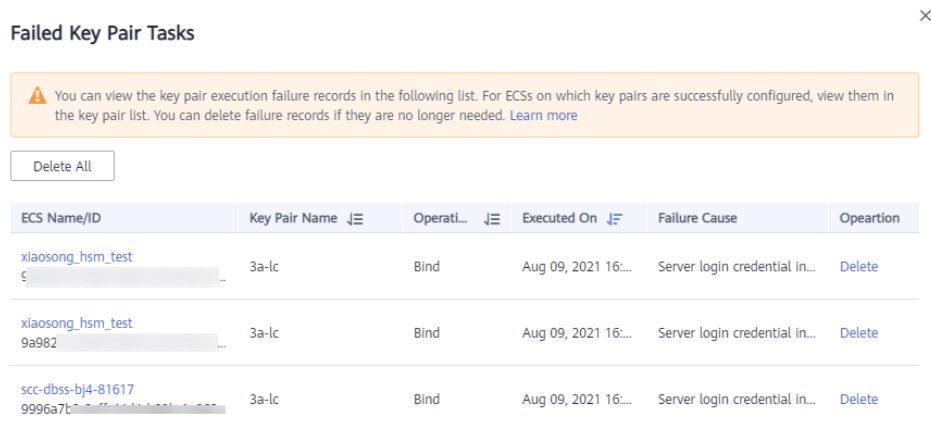 Failed Key Pair Tasks
You can view the key pair execution failure records in the following list. For ECSs on which key pairs are successfully configured, view them in
the key pair list. You can delete failure records if they are no longer needed. Learn more
Delete All
ECS Name/ID Key Pair Name Operati... Executed On Failure Cause Opeartion
xiaosong_hsm_test
3a-lc Bind Aug 09, 2021 16:... Server login credential in... Delete
9 ...
xiaosong_hsm_test
3a-lc Bind Aug 09, 2021 16:... Server login credential in... Delete
9a982 ...
scc-dbss-bj4-81617
3a-lc Bind Aug 09, 2021 16:... Server login credential in... Delete
9996a7b